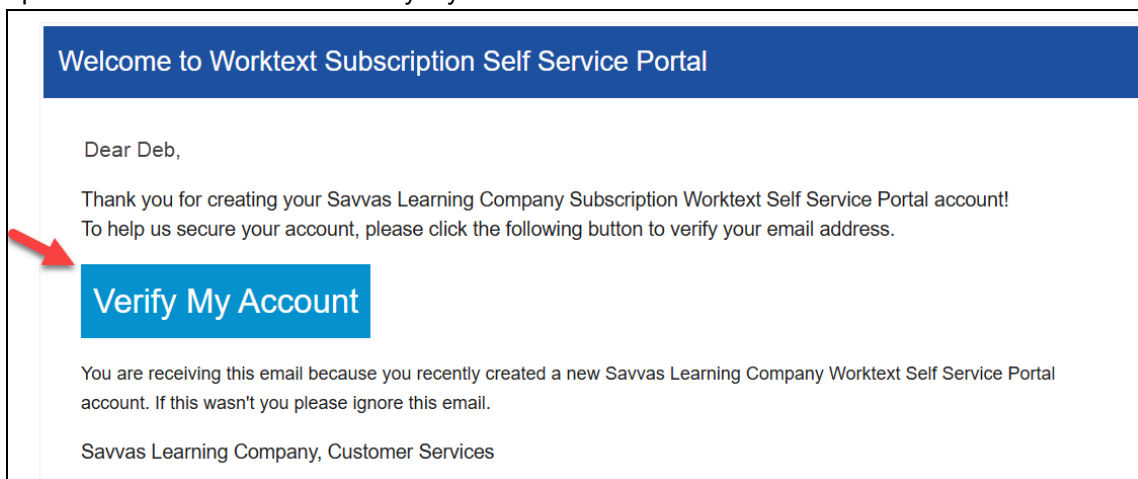 Welcome to Worktext Subscription Self Service Portal
Dear Deb,
Thank you for creating your Savvas Learning Company Subscription Worktext Self Service Portal account!
To help us secure your account, please click the following button to verify your email address.
Verify My Account
You are receiving this email because you recently created a new Savvas Learning Company Worktext Self Service Portal
account. If this wasn't you please ignore this email.
Savvas Learning Company, Customer Services